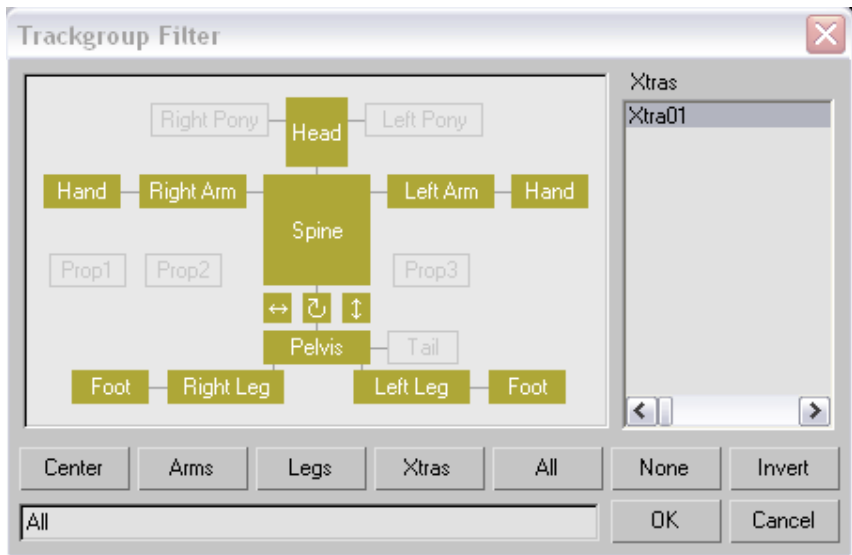 Trackgroup Filter
Xtras
Right Pony Head Left Pony
Xtra01
Hand Right Arm Left Arm Hand
Spine
Prop1 Prop2 Prop3
Pelvis Tail
Foot Right Leg Left Leg Foot
Center Arms Legs Xtras All None Invert
All OK Cancel